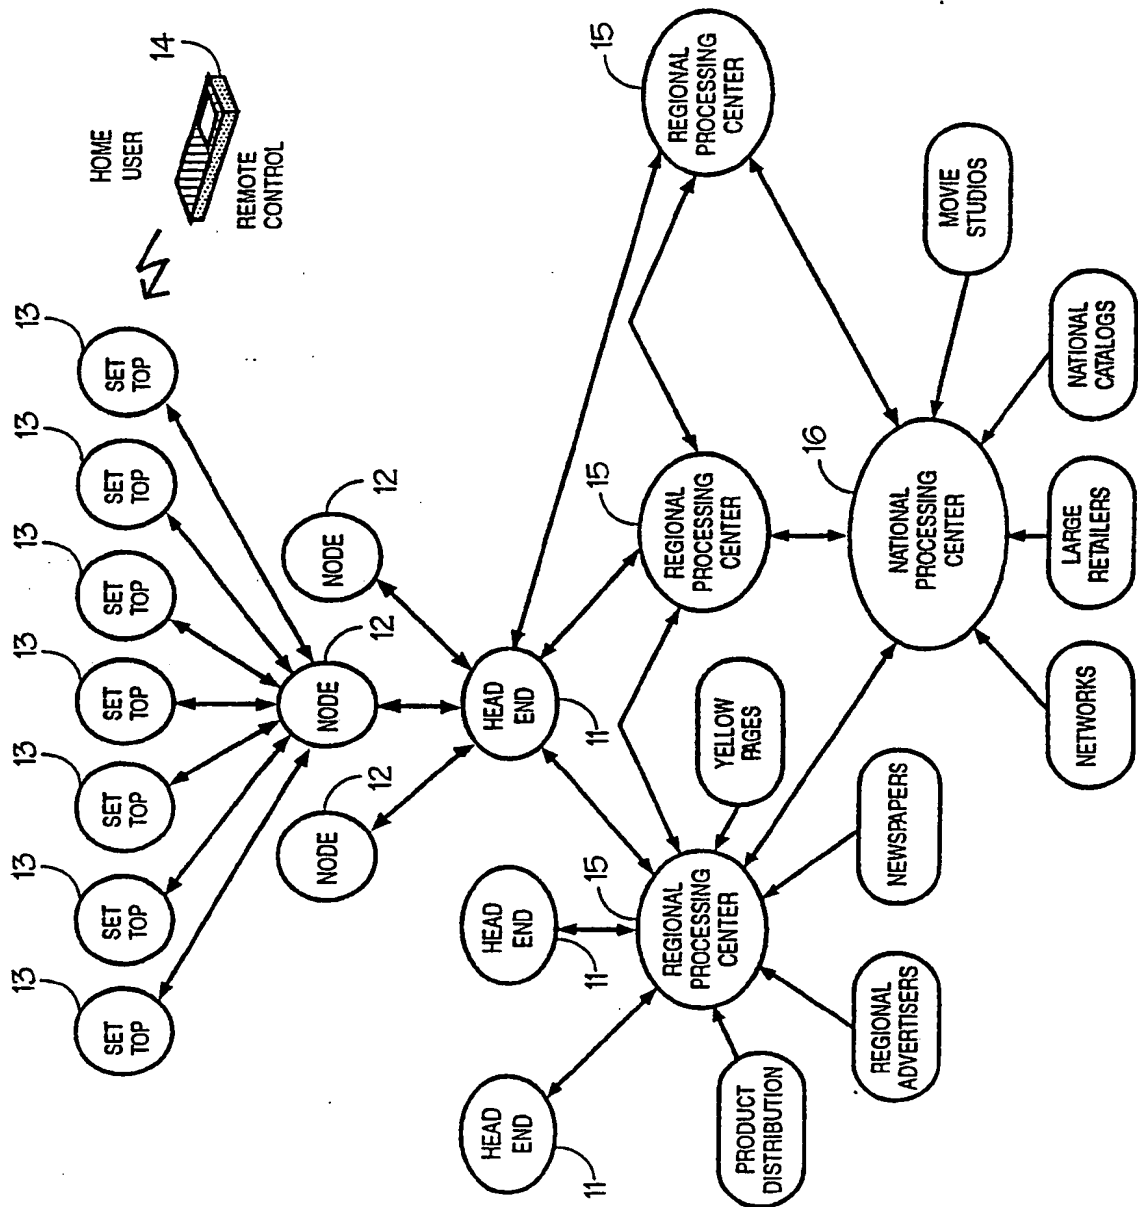 13
SET
TOP
13
SET
TOP
13
SET
TOP
13
SET
TOP
13
SET
TOP
13
SET
TOP
13
SET
TOP
HOME
USER
14
REMOTE
CONTROL
12
NODE
12
NODE
12
NODE
HEAD
END
11
HEAD
END
11
HEAD
END
11
15
REGIONAL
PROCESSING
CENTER
15
REGIONAL
PROCESSING
CENTER
15
REGIONAL
PROCESSING
CENTER
YELLOW
PAGES
PRODUCT
DISTRIBUTION
REGIONAL
ADVERTISERS
NEWSPAPERS
16
NATIONAL
PROCESSING
CENTER
NETWORKS
LARGE
RETAILERS
NATIONAL
CATALOGS
MOVIE
STUDIOS